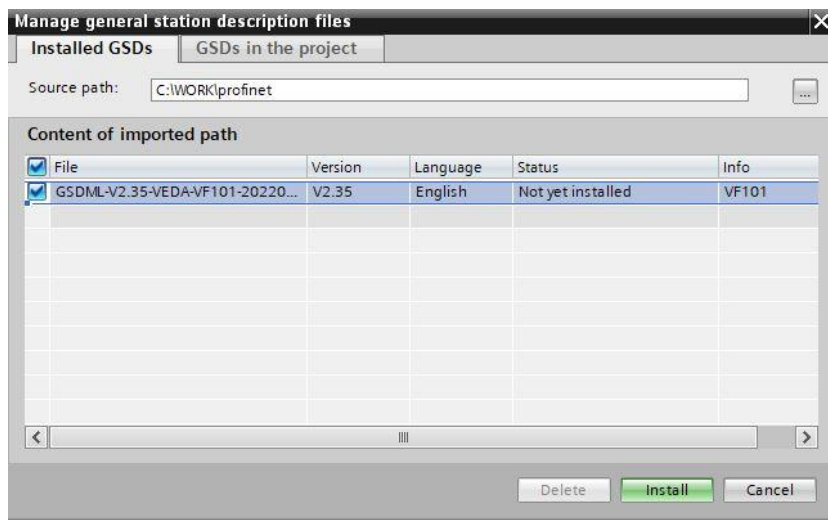 Manage general station description files
Installed GSDs GSDs in the project
Source path: C:\WORK\profinet ...
Content of imported path
File Version Language Status Info
GSDML-V2.35-VEDA-VF101-20220... V2.35 English Not yet installed VF101
Delete Install Cancel